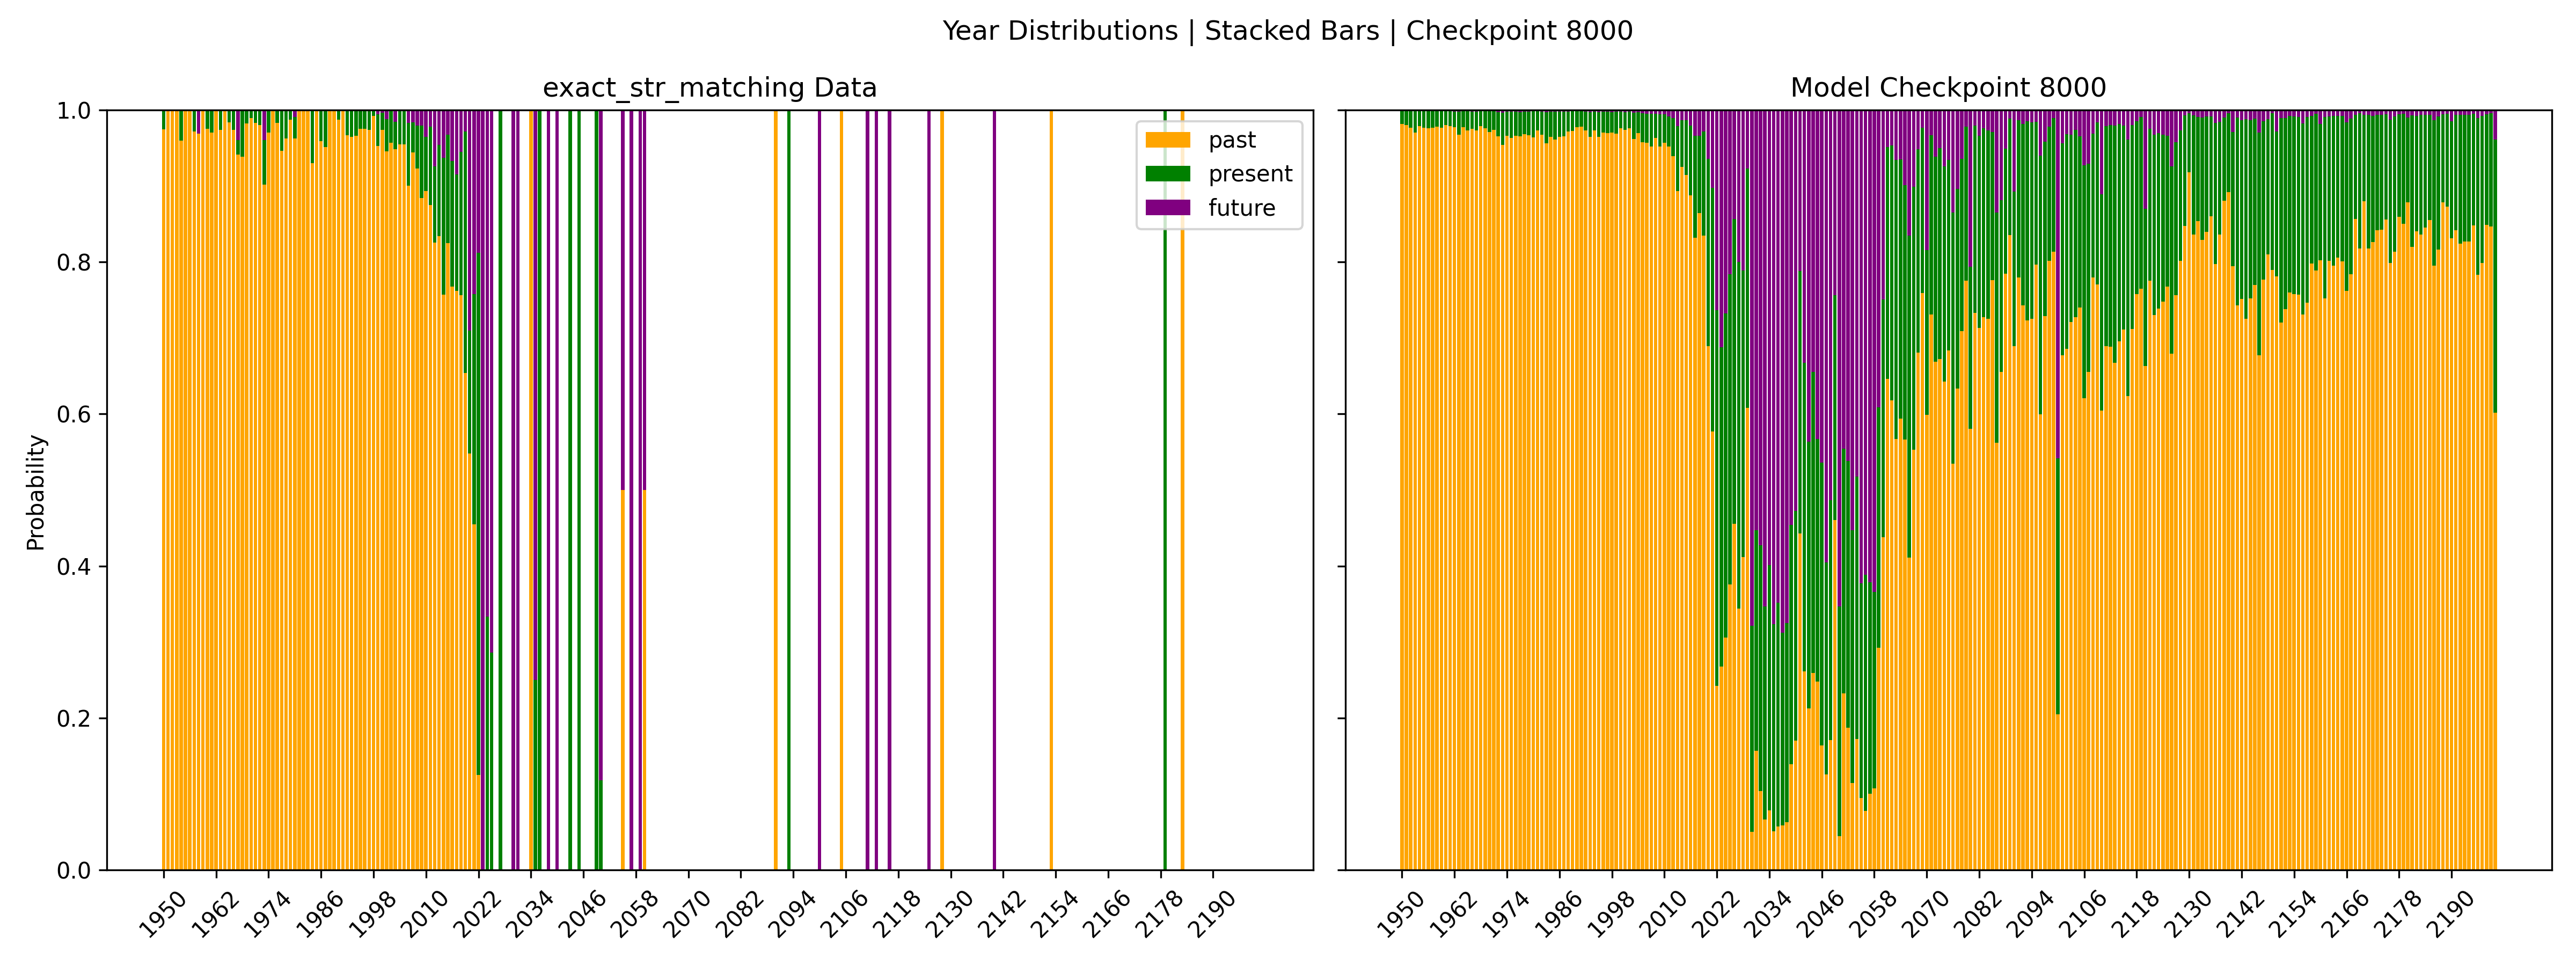 Year Distributions | Stacked Bars | Checkpoint 8000
exact_str_matching Data
Model Checkpoint 8000
past
present
future
Probability
1.0
0.8
0.6
0.4
0.2
0.0
1950 1962 1974 1986 1998 2010 2022 2034 2046 2058 2070 2082 2094 2106 2118 2130 2142 2154 2166 2178 2190
1950 1962 1974 1986 1998 2010 2022 2034 2046 2058 2070 2082 2094 2106 2118 2130 2142 2154 2166 2178 2190